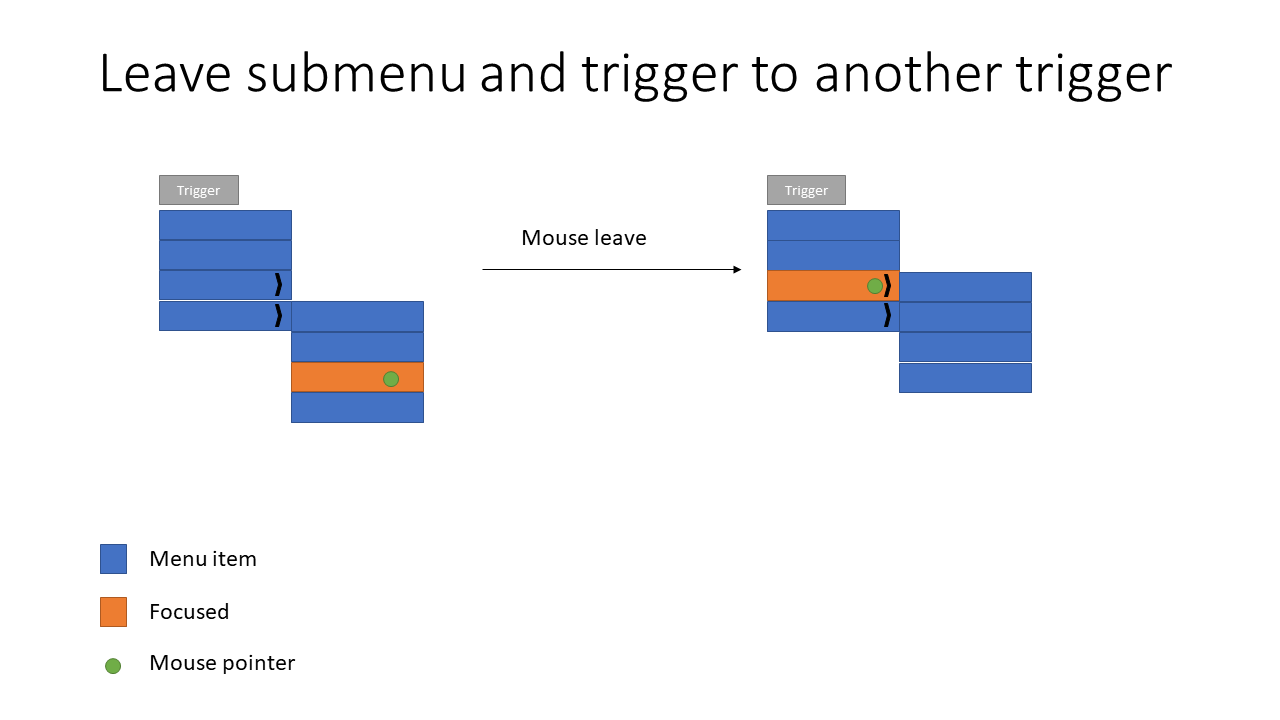 Leave submenu and trigger to another trigger
Trigger
Trigger
Mouse leave
Menu item
Focused
Mouse pointer